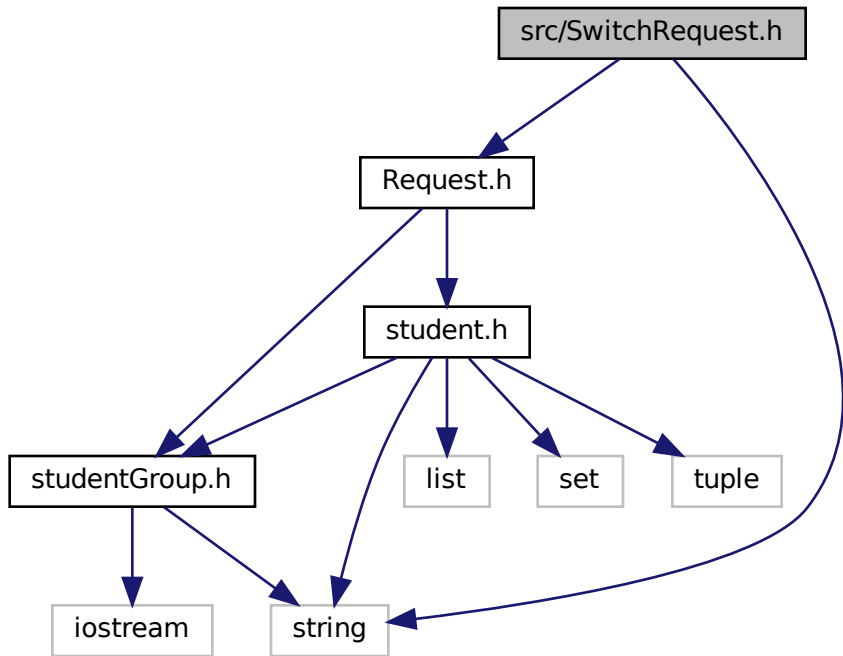 src/SwitchRequest.h
Request.h
student.h
studentGroup.h
list
set
tuple
iostream
string